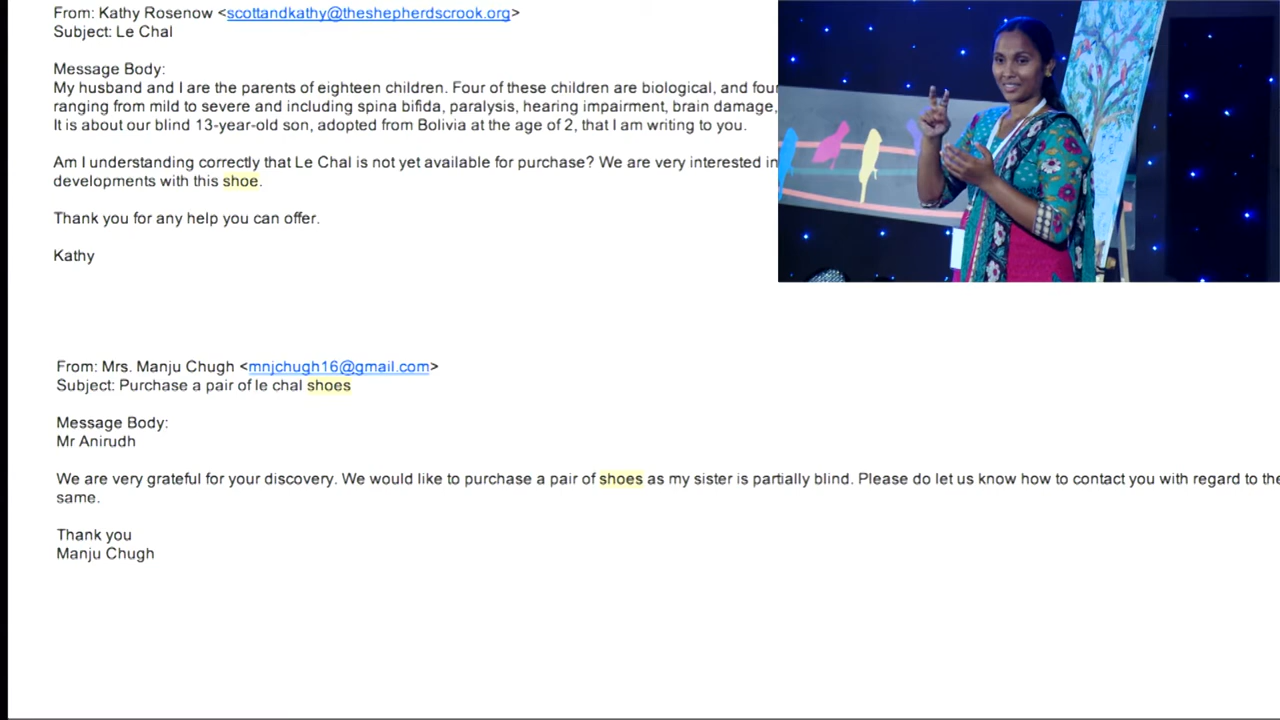 From: Kathy Rosenow <scottandkathy@theshepherdscrook.org>
Subject: Le Chal
Message Body:
My husband and I are the parents of eighteen children. Four of these children are biological, and
ranging from mild to severe and including spina bifida, paralysis, hearing impairment, brain damage,
It is about our blind 13-year-old son, adopted from Bolivia at the age of 2, that I am writing to you.
Am I understanding correctly that Le Chal is not yet available for purchase? We are very interested in
developments with this shoe.
Thank you for any help you can offer.
Kathy
From: Mrs. Manju Chugh <mnjchugh16@gmail.com>
Subject: Purchase a pair of le chal shoes
Message Body:
Mr Anirudh
We are very grateful for your discovery. We would like to purchase a pair of shoes as my sister is partially blind. Please do let us know how to contact you with regard to the
same.
Thank you
Manju Chugh